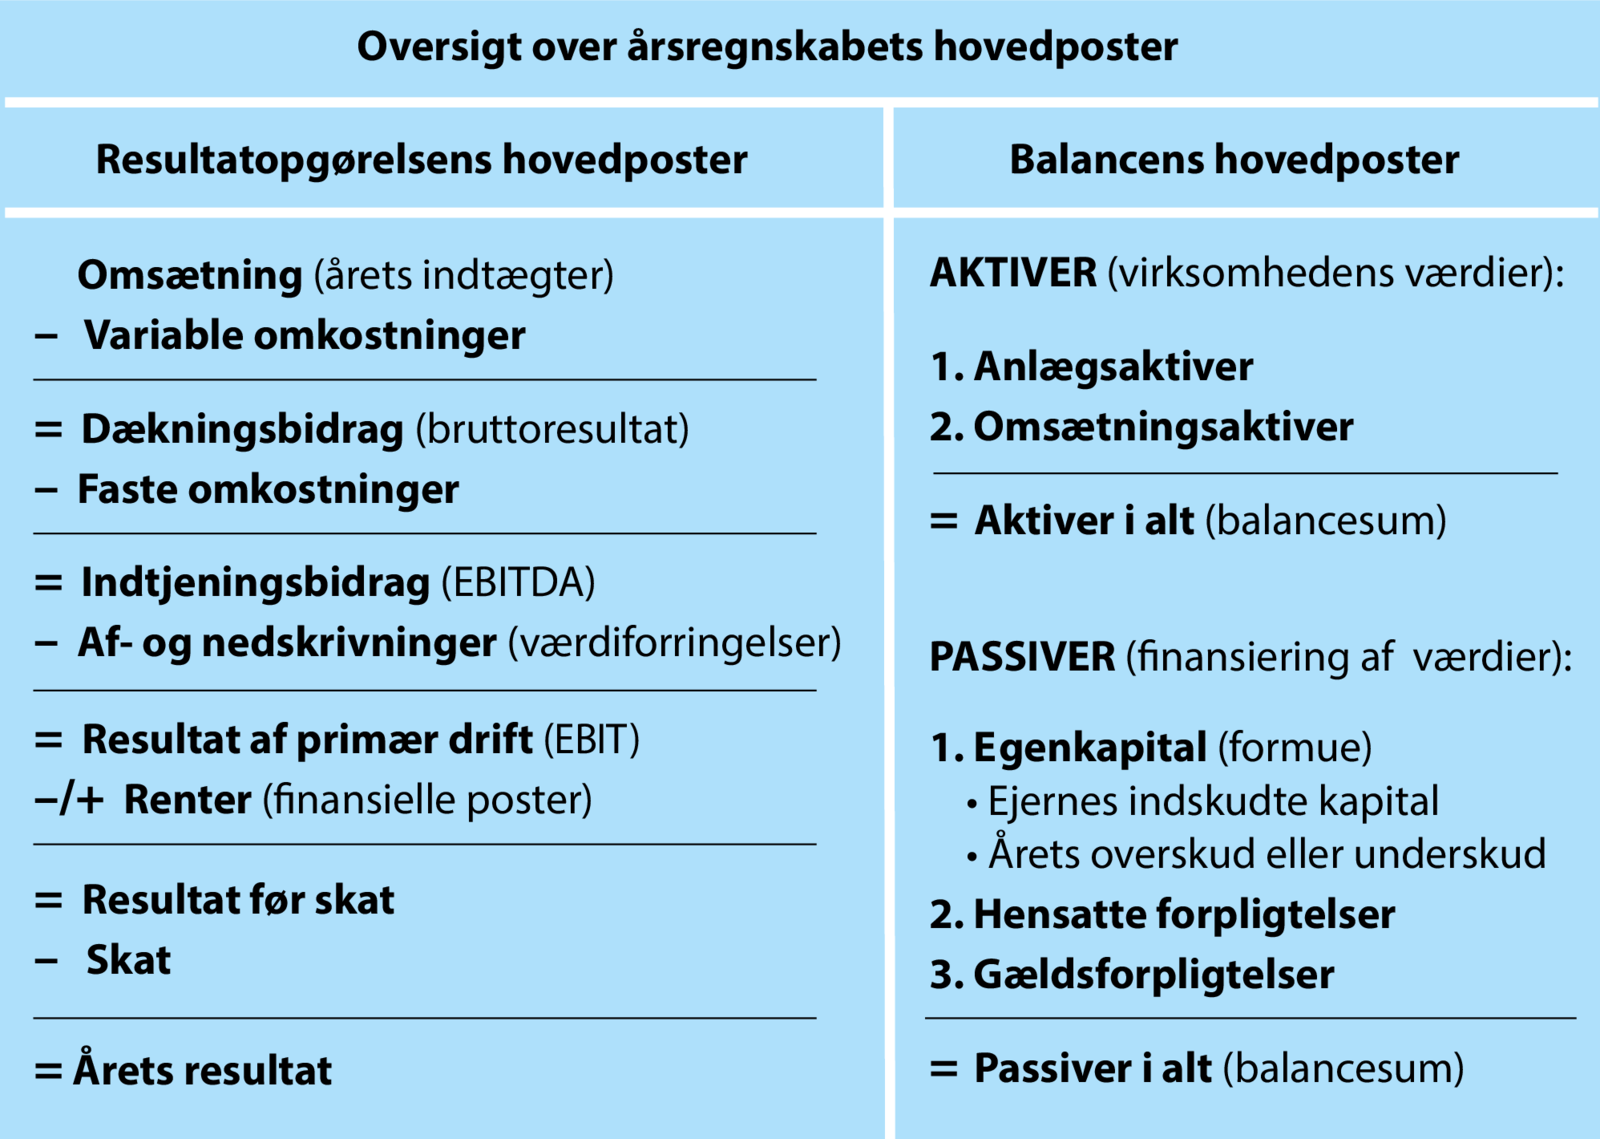 Oversigt over årsregnskabets hovedposter
Resultatopgørelsens hovedposter
Omsætning (årets indtægter)
– Variable omkostninger
= Dækningsbidrag (bruttoresultat)
– Faste omkostninger
= Indtjeningsbidrag (EBITDA)
– Af- og nedskrivninger (værdiforringelser)
= Resultat af primær drift (EBIT)
–/+ Renter (finansielle poster)
= Resultat før skat
– Skat
= Årets resultat
Balancens hovedposter
AKTIVER (virksomhedens værdier):
1. Anlægsaktiver
2. Omsætningsaktiver
= Aktiver i alt (balancesum)
PASSIVER (finansiering af værdier):
1. Egenkapital (formue)
• Ejernes indskudte kapital
• Årets overskud eller underskud
2. Hensatte forpligtelser
3. Gældsforpligtelser
= Passiver i alt (balancesum)